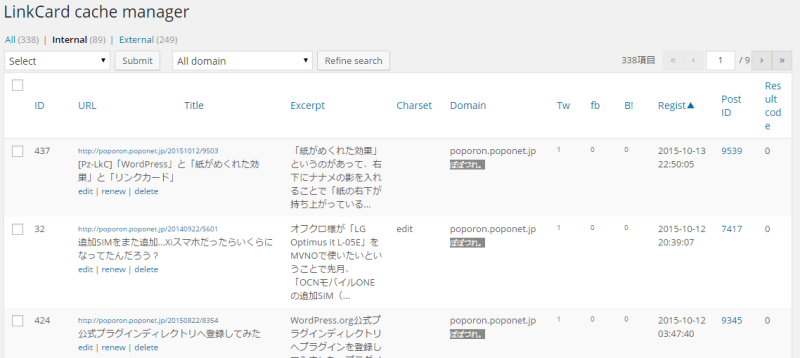 LinkCard cache manager
All (338) | Internal (89) | External (249)
Select Submit All domain Refine search 338項目 « ‹ 1 / 9 › »
ID URL Title Excerpt Charset Domain Tw fb B! Regist▲ Post ID Result code
437 http://poporon.poponet.jp/20151012/9503
[Pz-LkC]「WordPress」と「紙がめくれた効
果」と「リンクカード」
edit | renew | delete
「紙がめくれた効果」
というのがあって、右
下にナナメの影を入れ
ることで「紙の右下が
持ち上がっている...
poporon.poponet.jp
ぽぽづれ。
1 0 0 2015-10-13
22:50:05
9539 0
32 http://poporon.poponet.jp/20140922/5601
追加SIMをまた追加...Xiスマホだったらいくらに
なってたんだろう？
edit | renew | delete
オフクロ様が「LG
Optimus it L-05E」を
MVNOで使いたいとい
うことで先月、
「OCNモバイルONE
の追加SIM（...
edit
poporon.poponet.jp
ぽぽづれ。
1 0 0 2015-10-12
20:39:07
7417 0
424 http://poporon.poponet.jp/20150822/8354
公式プラグインディレクトリへ登録してみた
edit | renew | delete
WordPress.org公式プ
ラグインディレクトリ
へプラグインを登録し
poporon.poponet.jp
ぽぽづれ。
1 0 0 2015-10-12
03:47:40
9345 0